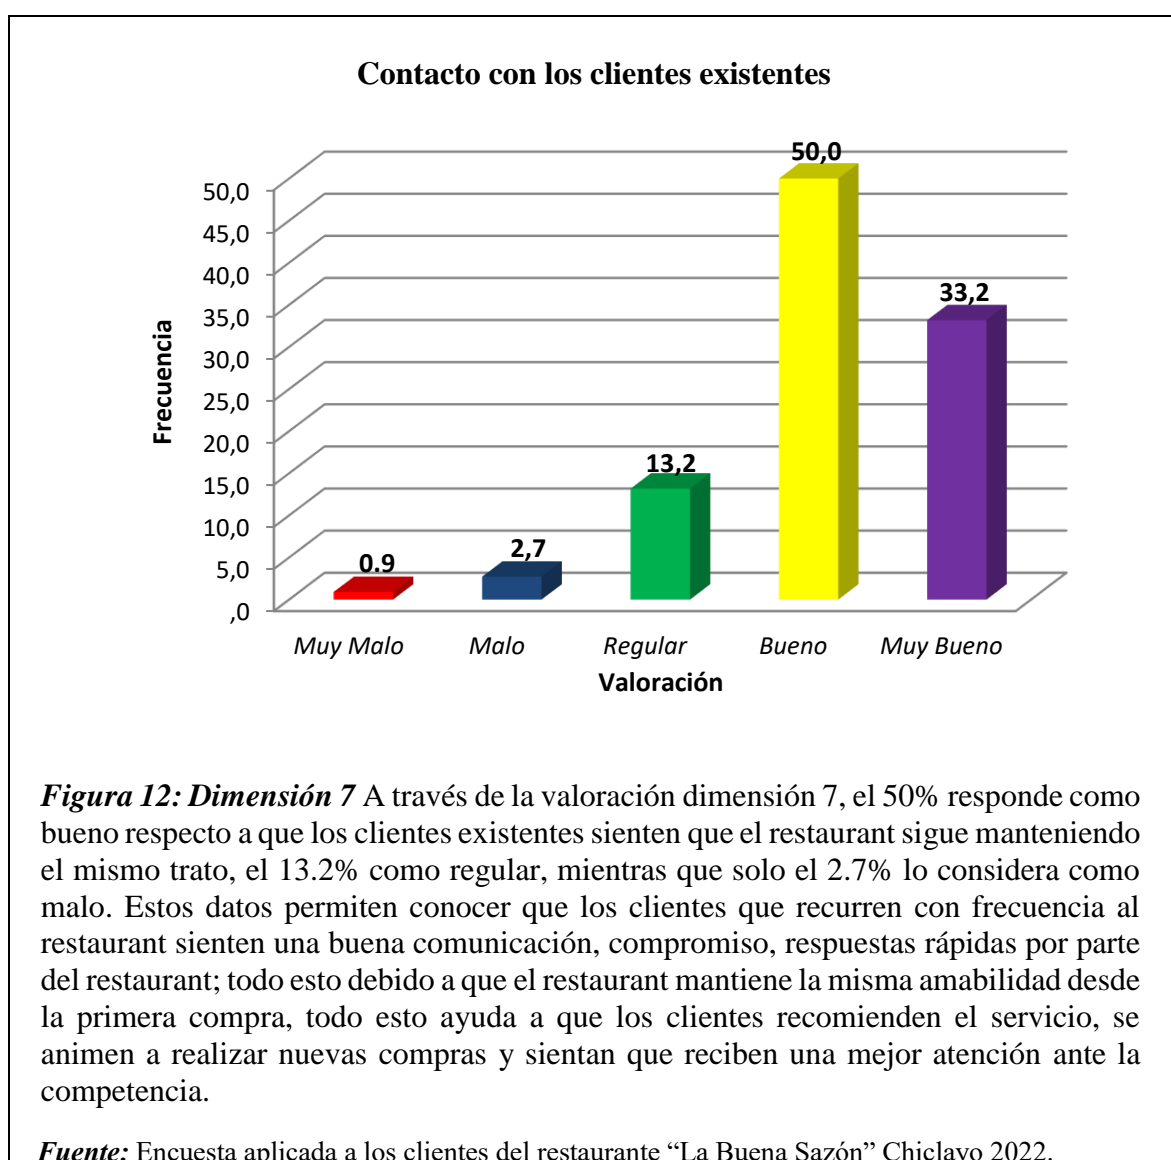 Contacto con los clientes existentes
50,0
50,0
45,0
40,0
33,2
35,0
30,0
25,0
20,0
13,2
15,0
10,0
2,7
0.9
5,0
,0
Frecuencia
Muy Malo Malo Regular Bueno Muy Bueno
Valoración
Figura 12: Dimensión 7 A través de la valoración dimensión 7, el 50% responde como
bueno respecto a que los clientes existentes sienten que el restaurant sigue manteniendo
el mismo trato, el 13.2% como regular, mientras que solo el 2.7% lo considera como
malo. Estos datos permiten conocer que los clientes que recurren con frecuencia al
restaurant sienten una buena comunicación, compromiso, respuestas rápidas por parte
del restaurant; todo esto debido a que el restaurant mantiene la misma amabilidad desde
la primera compra, todo esto ayuda a que los clientes recomienden el servicio, se
animen a realizar nuevas compras y sientan que reciben una mejor atención ante la
competencia.
Fuente: Encuesta aplicada a los clientes del restaurante “La Buena Sazón” Chiclayo 2022.